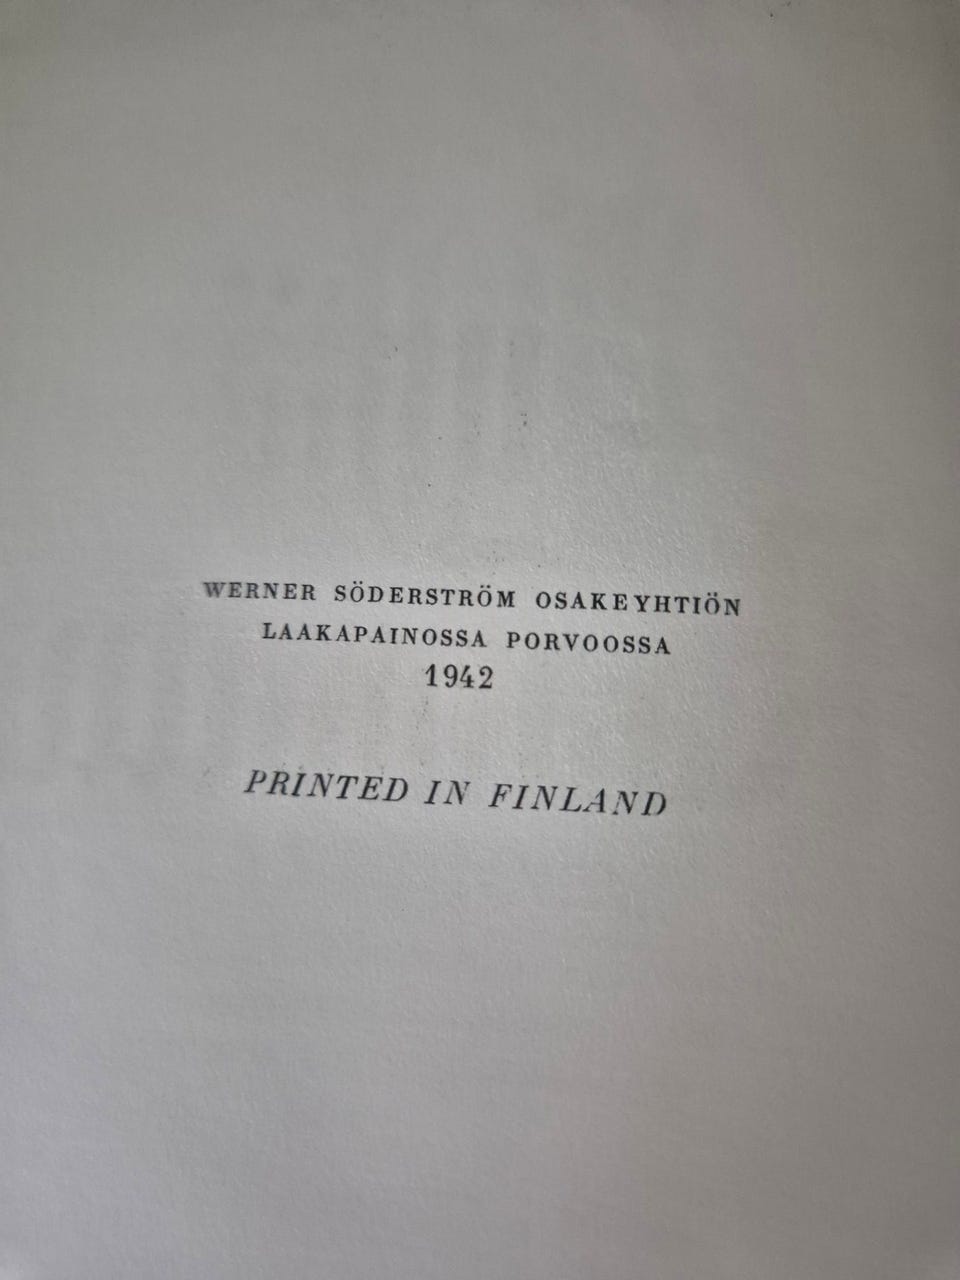 WERNER SÖDERSTRÖM OSAKEYHTIÖN
LAAKAPAINOSSA PORVOOSSA
1942
PRINTED IN FINLAND